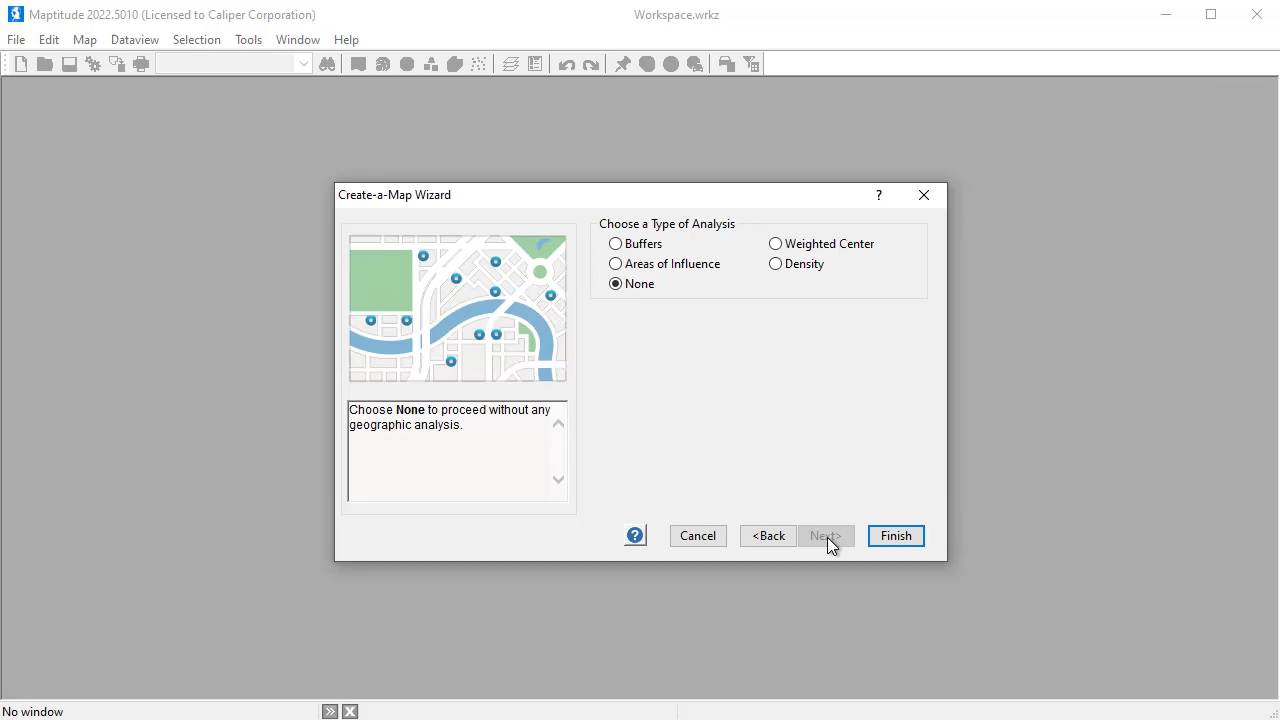 Maptitude 2022.5010 (Licensed to Caliper Corporation)
Workspace.wrkz
File Edit Map Dataview Selection Tools Window Help
Create-a-Map Wizard
?
Choose a Type of Analysis
Buffers
Weighted Center
Areas of Influence
Density
None
Choose None to proceed without any
geographic analysis.
?
Cancel
<Back
Next>
Finish
No window